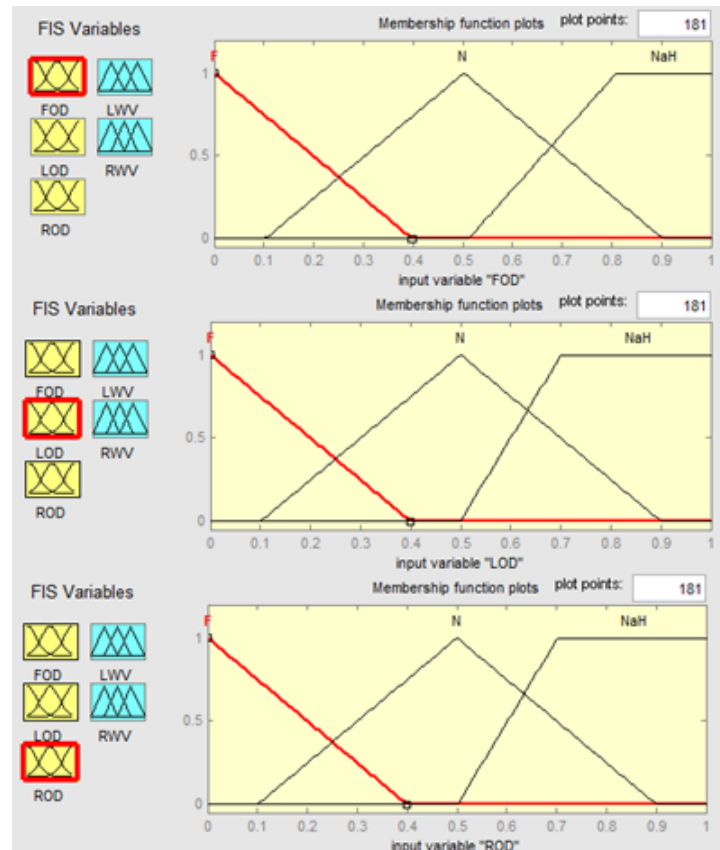 FIS Variables
Membership function plots plot points: 181
F N NaH
FOD LWV
LOD RWV
ROD
1
0.5
0
0 0.1 0.2 0.3 0.4 0.5 0.6 0.7 0.8 0.9 1
input variable "FOD"
FIS Variables
Membership function plots plot points: 181
F N NaH
FOD LWV
LOD RWV
ROD
1
0.5
0
0 0.1 0.2 0.3 0.4 0.5 0.6 0.7 0.8 0.9 1
input variable "LOD"
FIS Variables
Membership function plots plot points: 181
F N NaH
FOD LWV
LOD RWV
ROD
1
0.5
0
0 0.1 0.2 0.3 0.4 0.5 0.6 0.7 0.8 0.9 1
input variable "ROD"